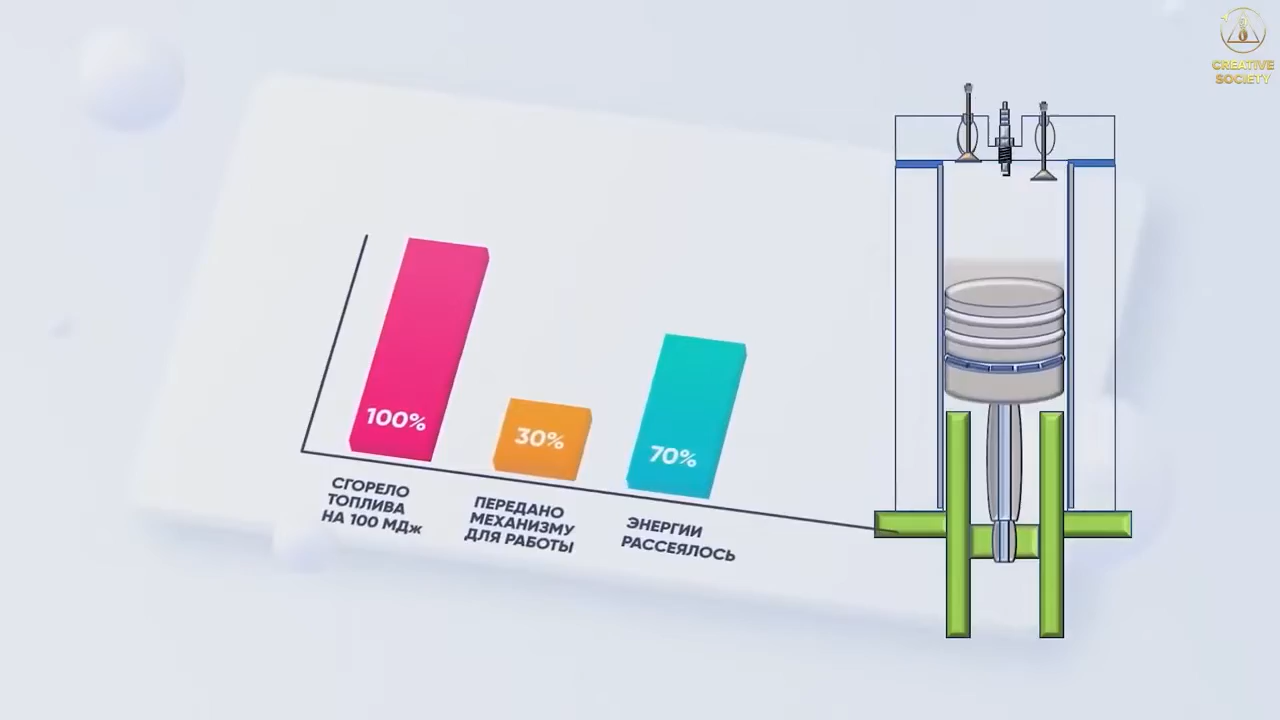 CREATIVE
SOCIETY
100%
30%
70%
СГОРЕЛО
ТОПЛИВА
НА 100 МДж
ПЕРЕДАНО
МЕХАНИЗМУ
ДЛЯ РАБОТЫ
ЭНЕРГИИ
РАССЕЯЛОСЬ